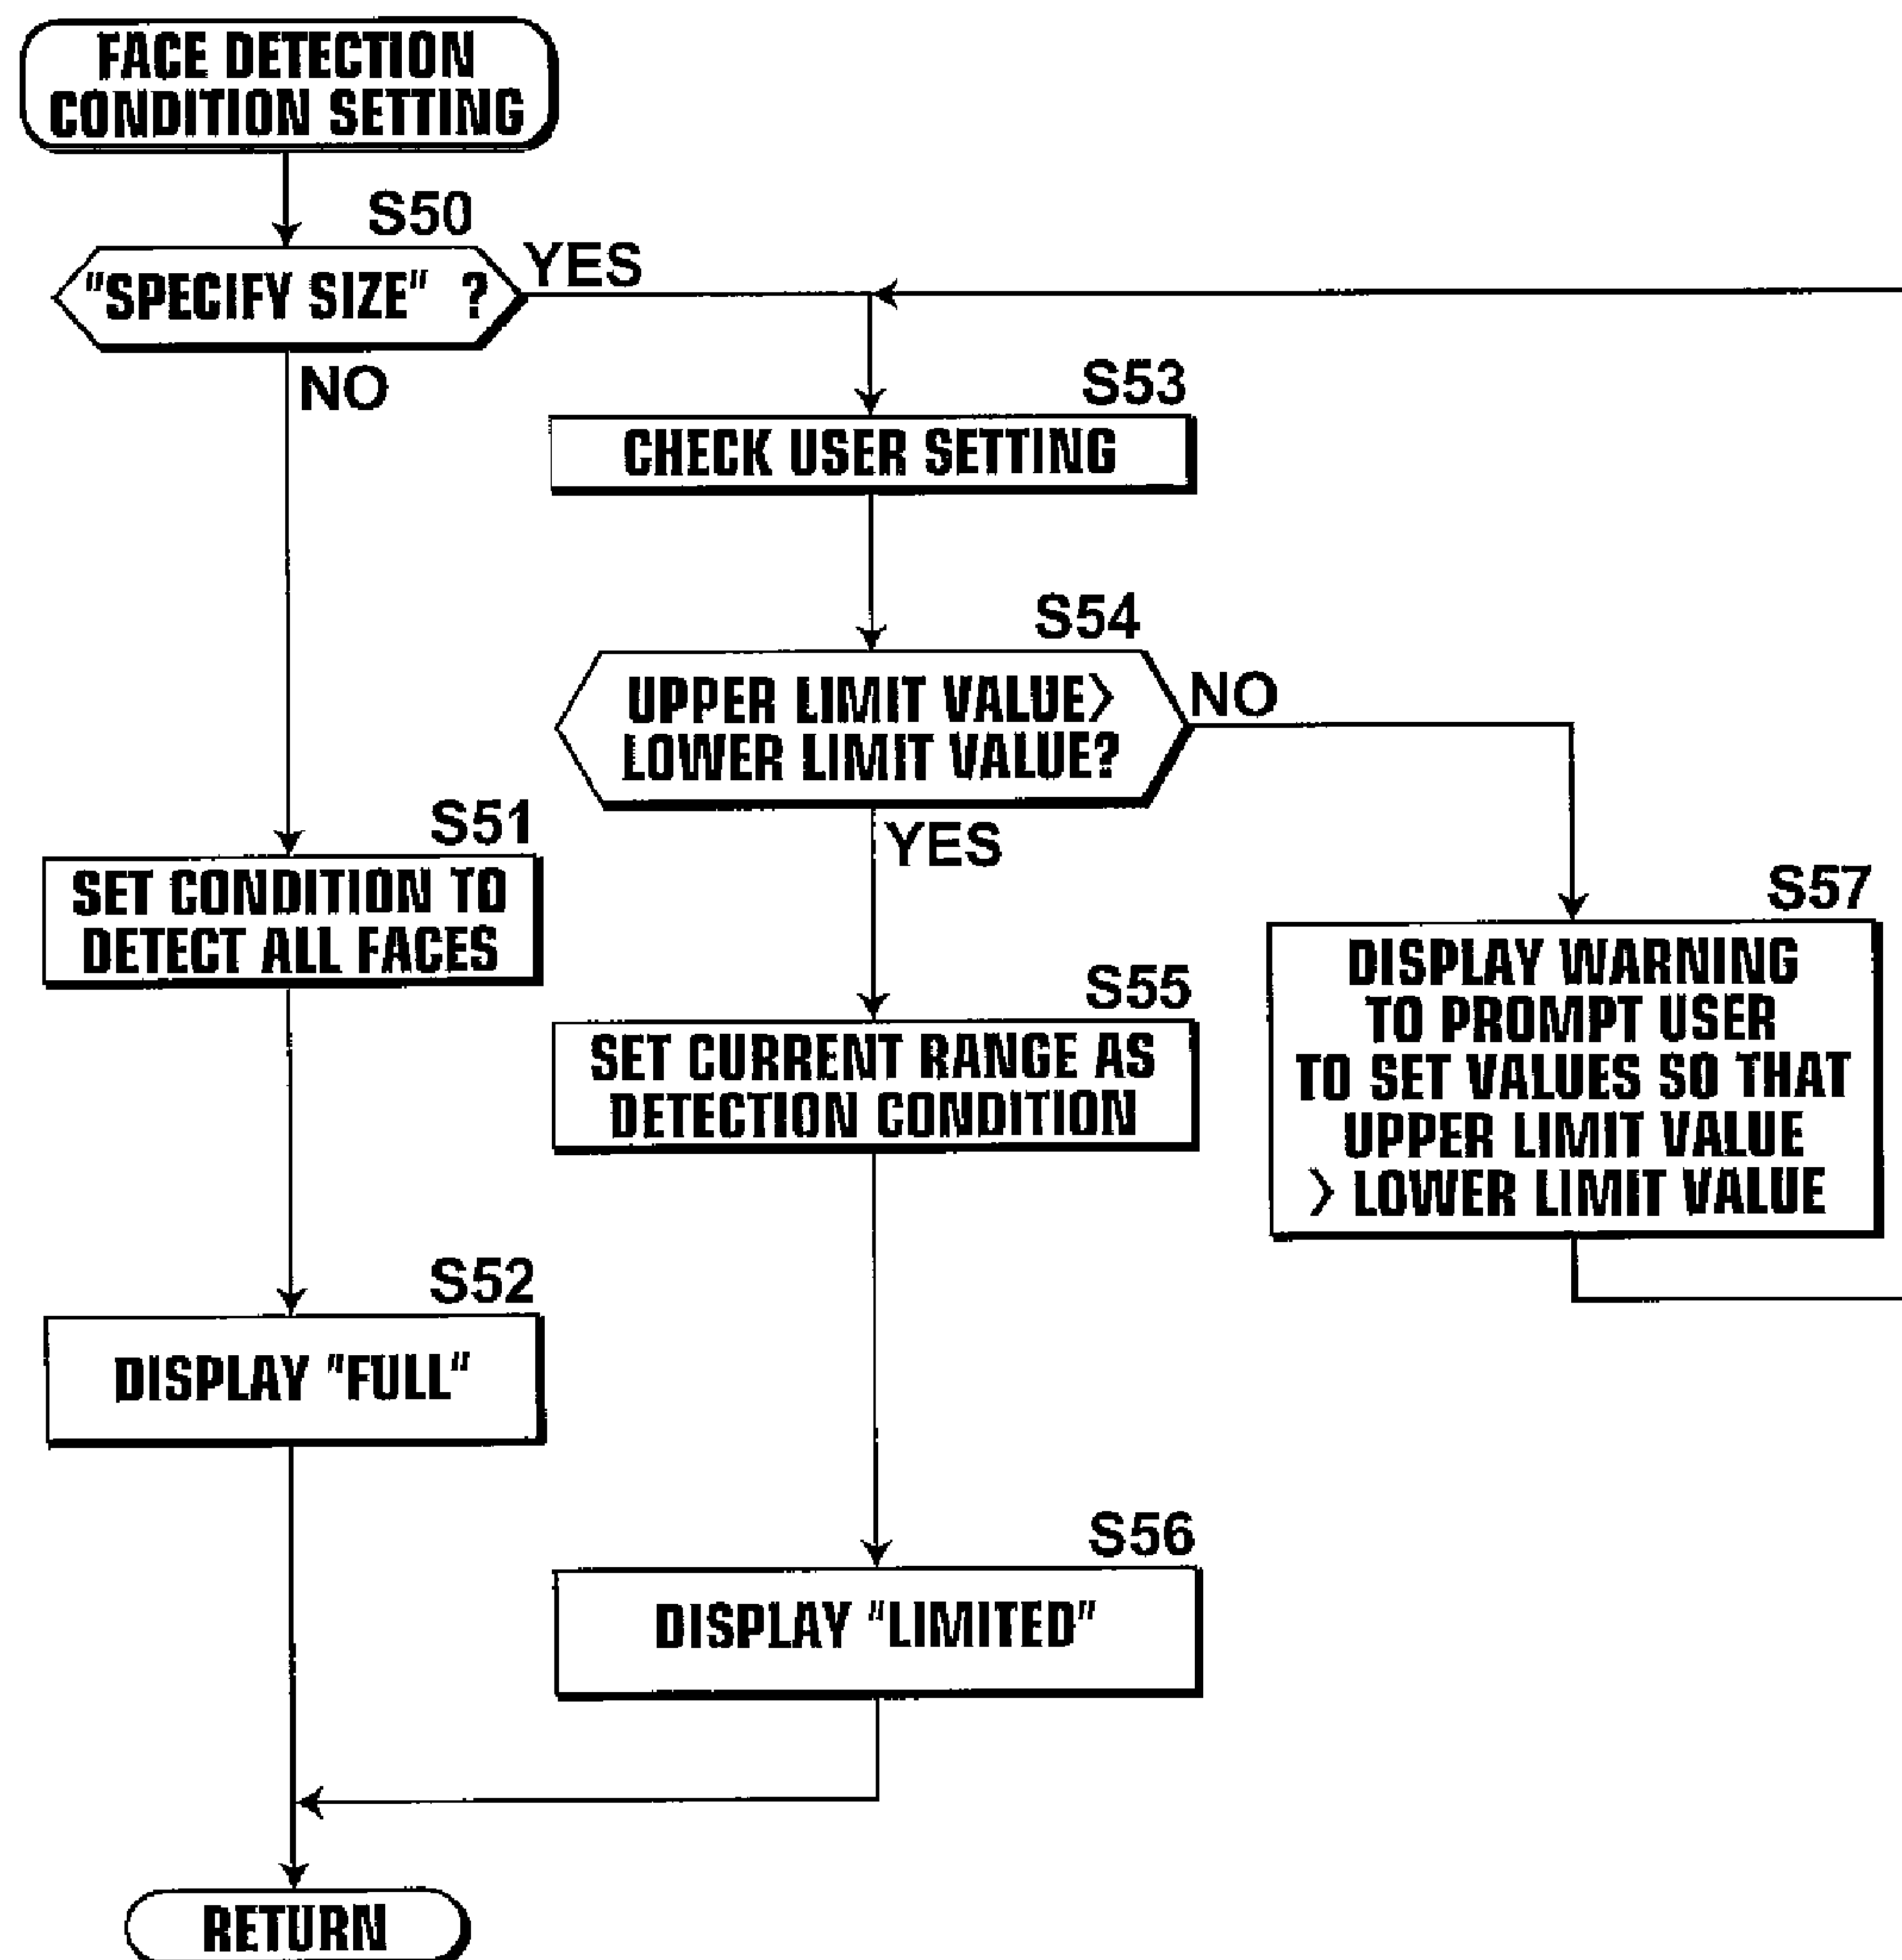 FACE DETECTION
CONDITION SETTING
S50
"SPECIFY SIZE" ?
YES
NO
S53
CHECK USER SETTING
S54
UPPER LIMIT VALUE>
LOWER LIMIT VALUE?
NO
YES
S51
SET CONDITION TO
DETECT ALL FACES
S57
DISPLAY WARNING
TO PROMPT USER
TO SET VALUES SO THAT
UPPER LIMIT VALUE
> LOWER LIMIT VALUE
S55
SET CURRENT RANGE AS
DETECTION CONDITION
S52
DISPLAY "FULL"
S56
DISPLAY "LIMITED"
RETURN